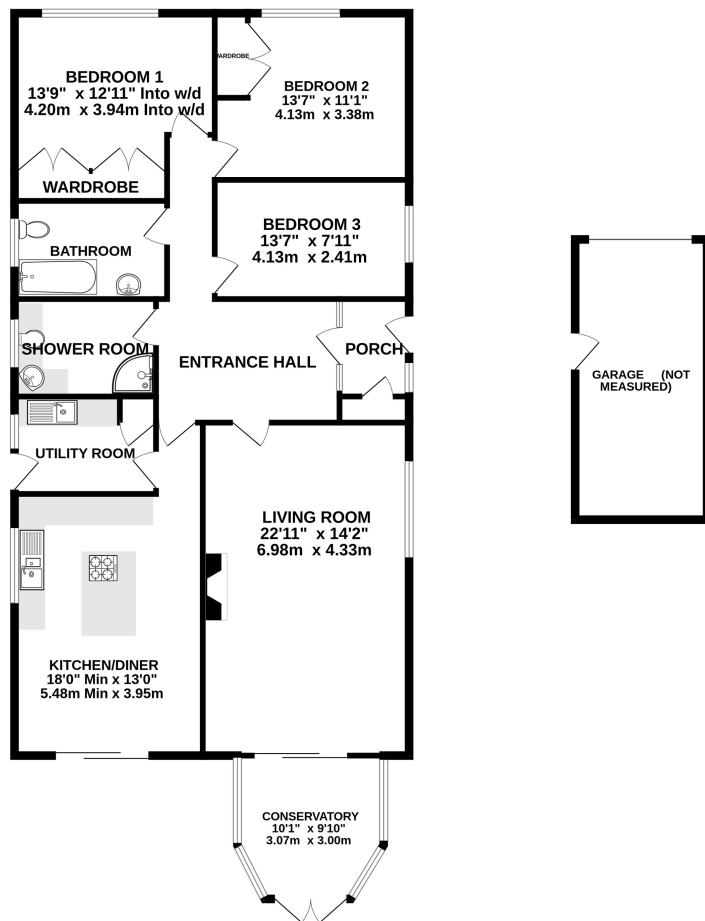 BEDROOM 1
13'9" x 12'11" Into w/d
4.20m x 3.94m Into w/d
WARDROBE
WARDROBE
BEDROOM 2
13'7" x 11'1"
4.13m x 3.38m
BATHROOM
BEDROOM 3
13'7" x 7'11"
4.13m x 2.41m
SHOWER ROOM
ENTRANCE HALL
PORCH
GARAGE (NOT
MEASURED)
UTILITY ROOM
LIVING ROOM
22'11" x 14'2"
6.98m x 4.33m
KITCHEN/DINER
18'0" Min x 13'0"
5.48m Min x 3.95m
CONSERVATORY
10'1" x 9'10"
3.07m x 3.00m